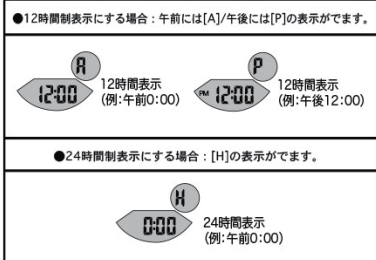 ●12時間制表示にする場合：午前には[A]/午後には[P]の表示がでます。
A
12:00
12時間表示
(例:午前0:00)
P
PM 12:00
12時間表示
(例:午後12:00)
●24時間制表示にする場合：[H]の表示がでます。
H
0:00
24時間表示
(例:午前0:00)